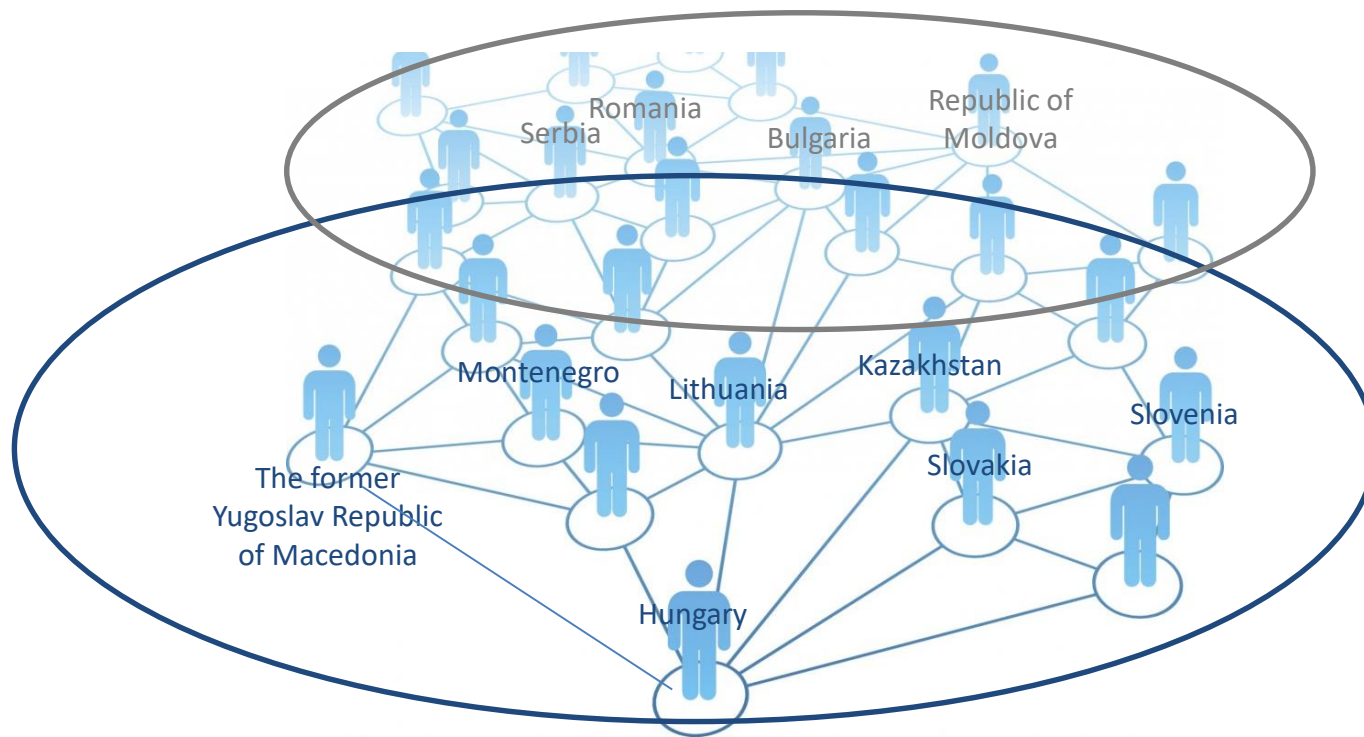 Romania
Serbia
Bulgaria
Republic of
Moldova
Montenegro
Lithuania
Kazakhstan
Slovenia
Slovakia
The former
Yugoslav Republic
of Macedonia
Hungary